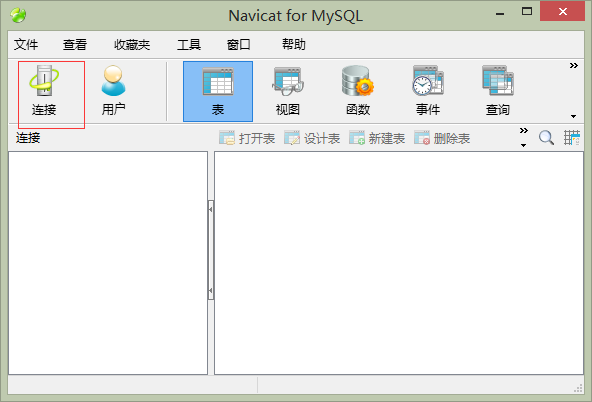 Navicat for MySQL
文件 查看 收藏夹 工具 窗口 帮助
连接 用户 表 视图 函数 事件 查询
连接 打开表 设计表 新建表 删除表